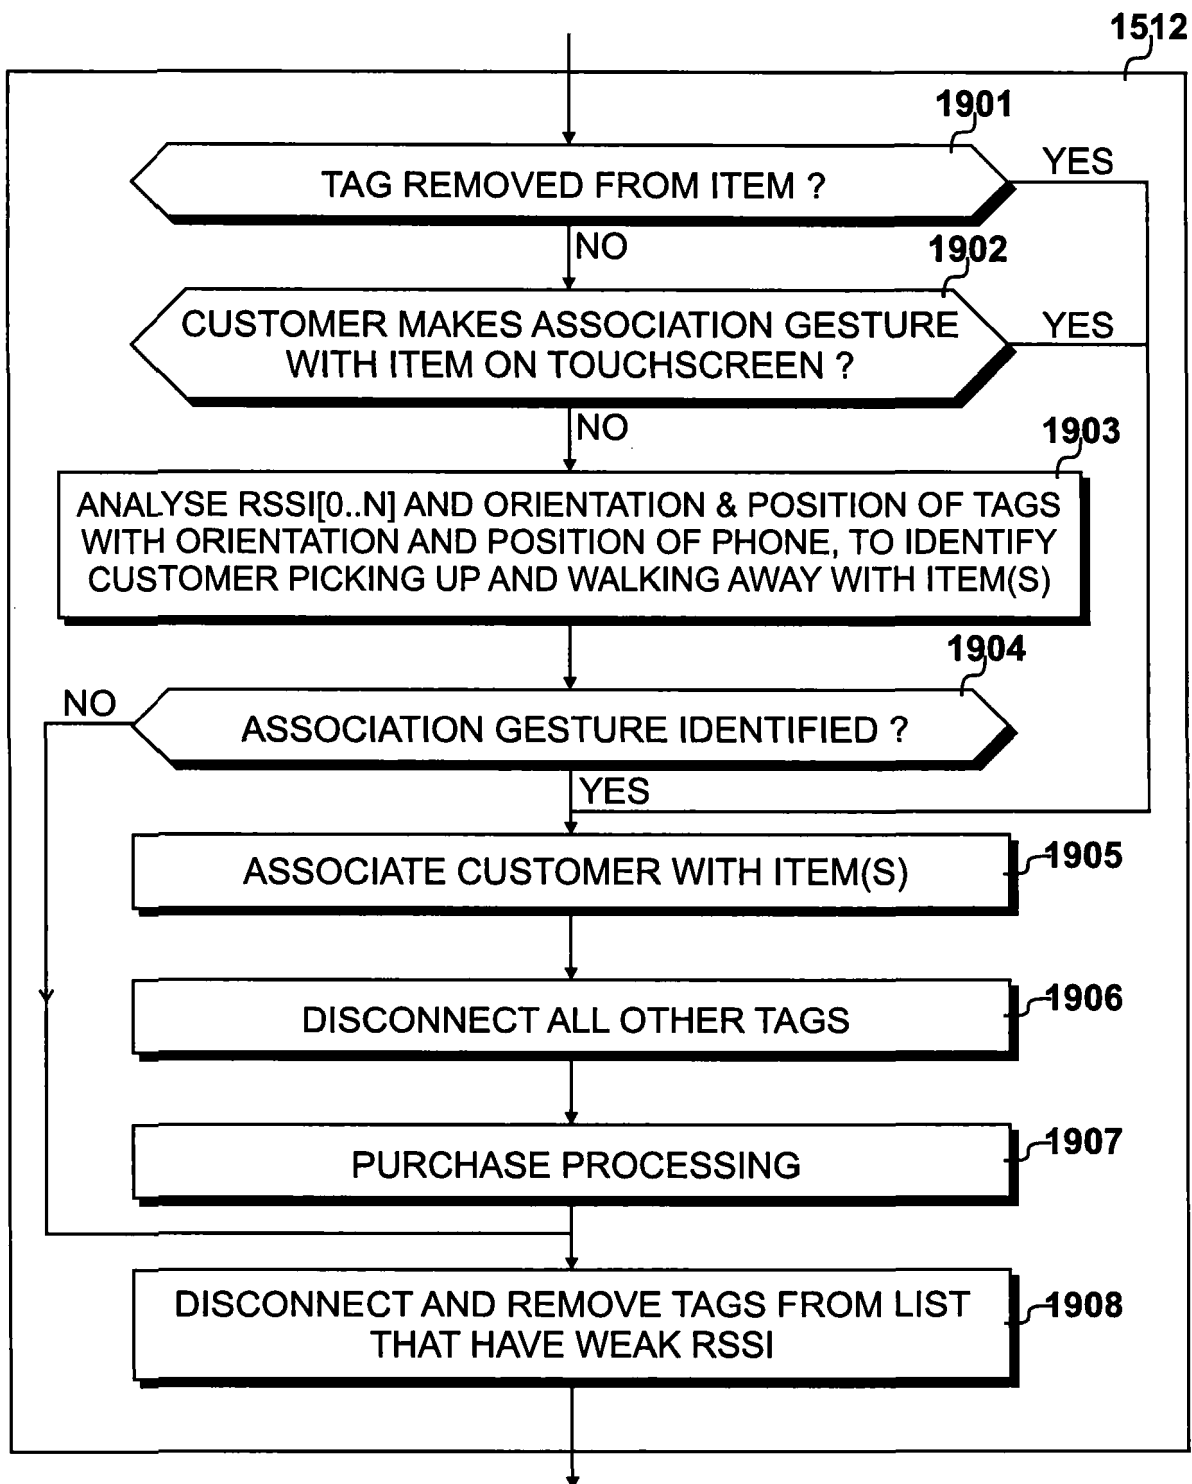 1512
1901
TAG REMOVED FROM ITEM ?
YES
NO
1902
CUSTOMER MAKES ASSOCIATION GESTURE
WITH ITEM ON TOUCHSCREEN ?
YES
NO
1903
ANALYSE RSSI[0..N] AND ORIENTATION & POSITION OF TAGS
WITH ORIENTATION AND POSITION OF PHONE, TO IDENTIFY
CUSTOMER PICKING UP AND WALKING AWAY WITH ITEM(S)
1904
NO
ASSOCIATION GESTURE IDENTIFIED ?
YES
ASSOCIATE CUSTOMER WITH ITEM(S)
1905
DISCONNECT ALL OTHER TAGS
1906
PURCHASE PROCESSING
1907
DISCONNECT AND REMOVE TAGS FROM LIST
THAT HAVE WEAK RSSI
1908